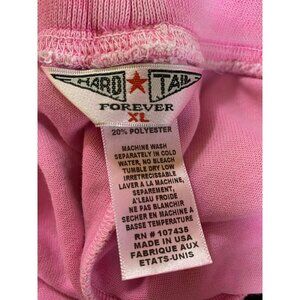 HARD TAIL
FOREVER
XL
20% POLYESTER
MACHINE WASH
SEPARATELY IN COLD
WATER, NO BLEACH
TUMBLE DRY LOW
IRRETRECISSABLE
LAVER A LA MACHINE
SEPAREMENT,
A'LEAU FROIDE
NE PAS BLANCHIR
SECHER EN MACHINE A
BASSE TEMPERATURE
RN # 107435
MADE IN USA
FABRIQUE AUX
ETATS-UNIS